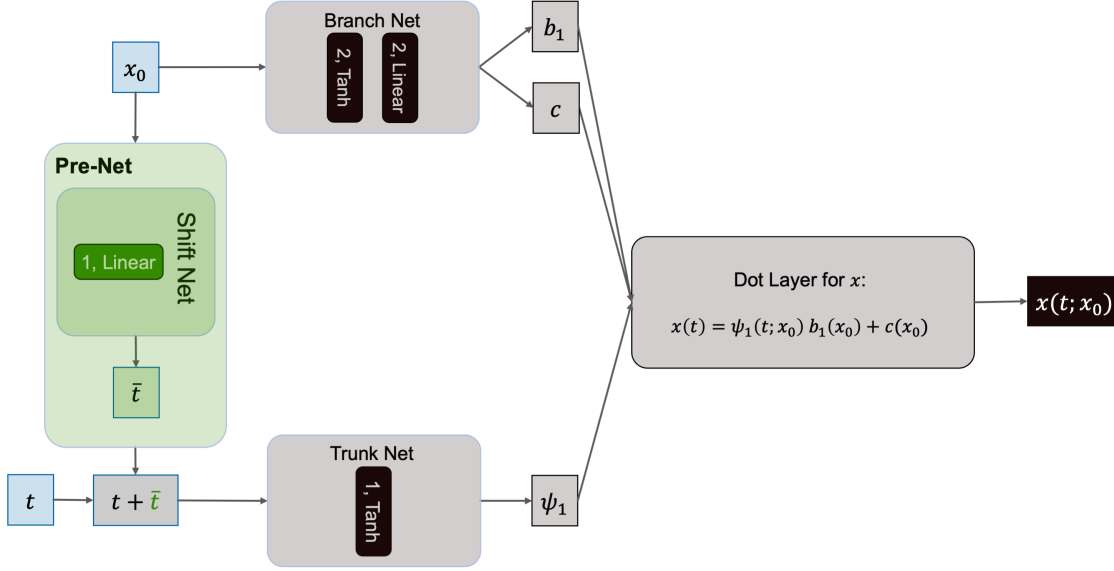 Branch Net
2, Tanh
2, Linear
b₁
x₀
c
Pre-Net
Shift Net
1, Linear
Dot Layer for x:
x(t) = ψ₁(t; x₀) b₁(x₀) + c(x₀)
x(t; x₀)
t̄
Trunk Net
1, Tanh
t
t + t̄
ψ₁